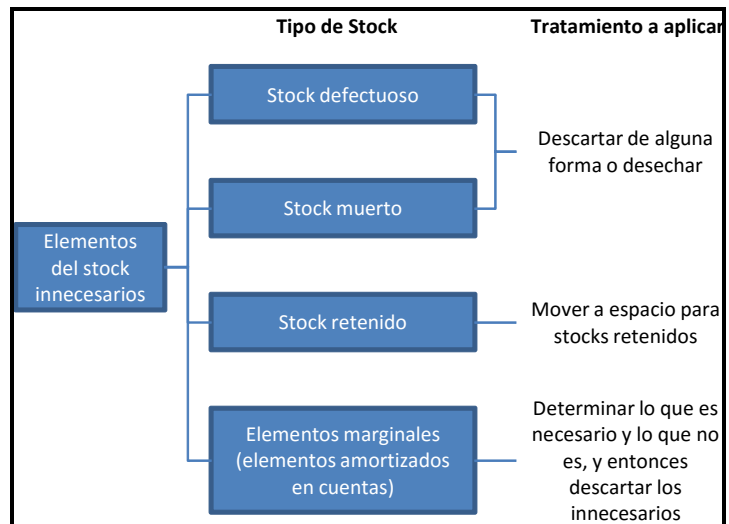 Tipo de Stock
Tratamiento a aplicar
Stock defectuoso
Descartar de alguna
forma o desechar
Stock muerto
Elementos
del stock
innecesarios
Stock retenido
Mover a espacio para
stocks retenidos
Elementos marginales
(elementos amortizados
en cuentas)
Determinar lo que es
necesario y lo que no
es, y entonces
descartar los
innecesarios